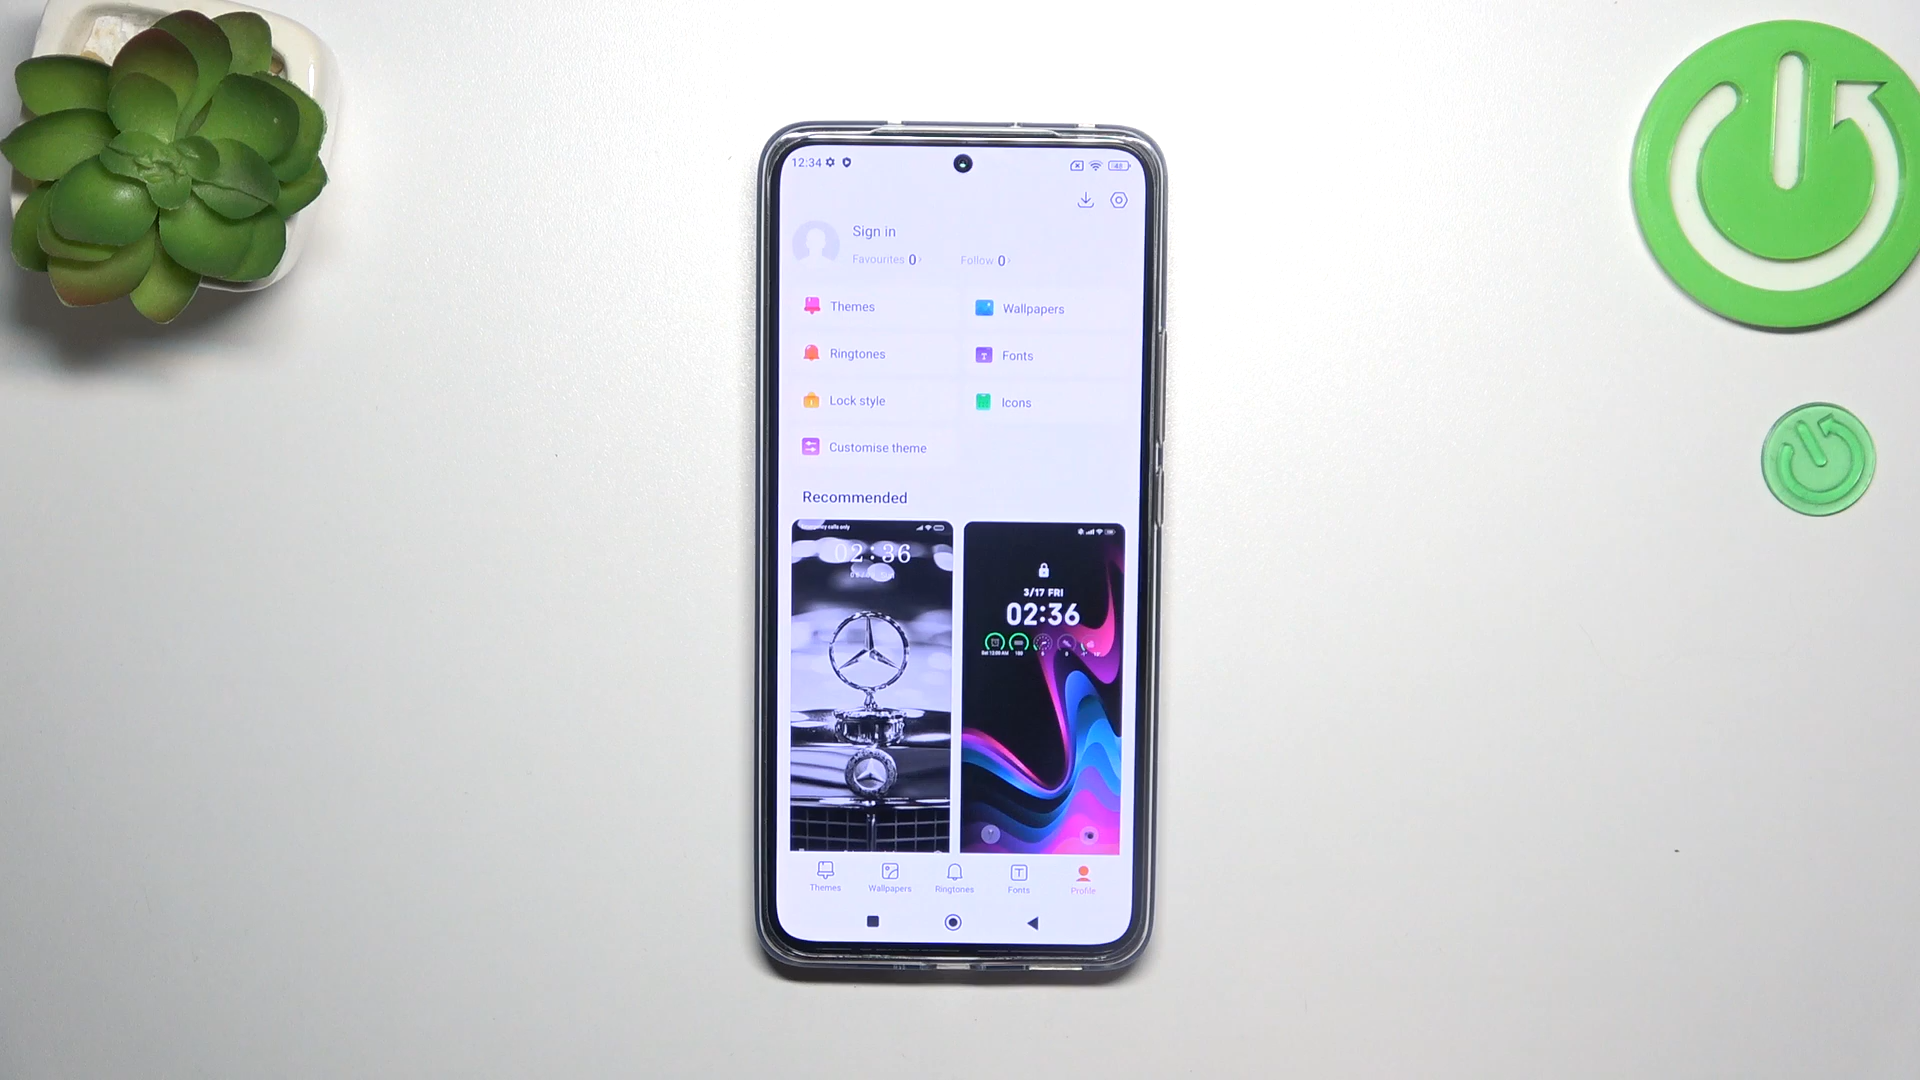 12:34
48
Sign in
Favourites 0 Follow 0
Themes
Wallpapers
Ringtones
Fonts
Lock style
Icons
Customise theme
Recommended
02:36
3/17 FRI
02:36
Themes
Wallpapers
Ringtones
Fonts
Profile